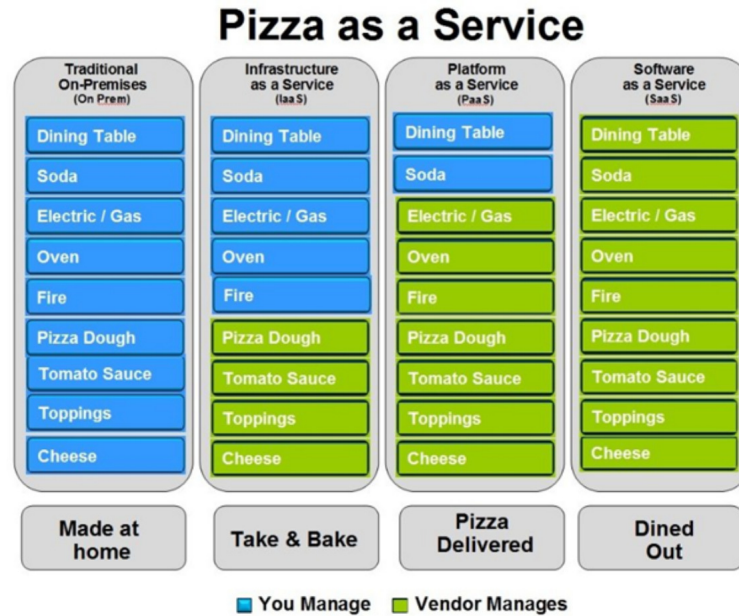 Pizza as a Service
Traditional
On-Premises
(On Prem)
Dining Table
Soda
Electric / Gas
Oven
Fire
Pizza Dough
Tomato Sauce
Toppings
Cheese
Made at
home
Infrastructure
as a Service
(IaaS)
Dining Table
Soda
Electric / Gas
Oven
Fire
Pizza Dough
Tomato Sauce
Toppings
Cheese
Take & Bake
Platform
as a Service
(PaaS)
Dining Table
Soda
Electric / Gas
Oven
Fire
Pizza Dough
Tomato Sauce
Toppings
Cheese
Pizza
Delivered
Software
as a Service
(SaaS)
Dining Table
Soda
Electric / Gas
Oven
Fire
Pizza Dough
Tomato Sauce
Toppings
Cheese
Dined
Out
You Manage
Vendor Manages